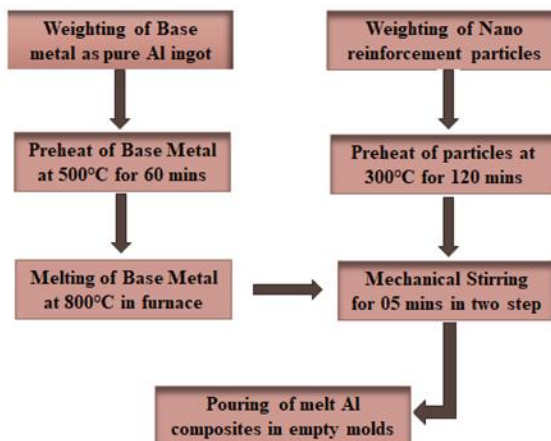 Weighting of Base
metal as pure Al ingot
Weighting of Nano
reinforcement particles
Preheat of Base Metal
at 500°C for 60 mins
Preheat of particles at
300°C for 120 mins
Melting of Base Metal
at 800°C in furnace
Mechanical Stirring
for 05 mins in two step
Pouring of melt Al
composites in empty molds